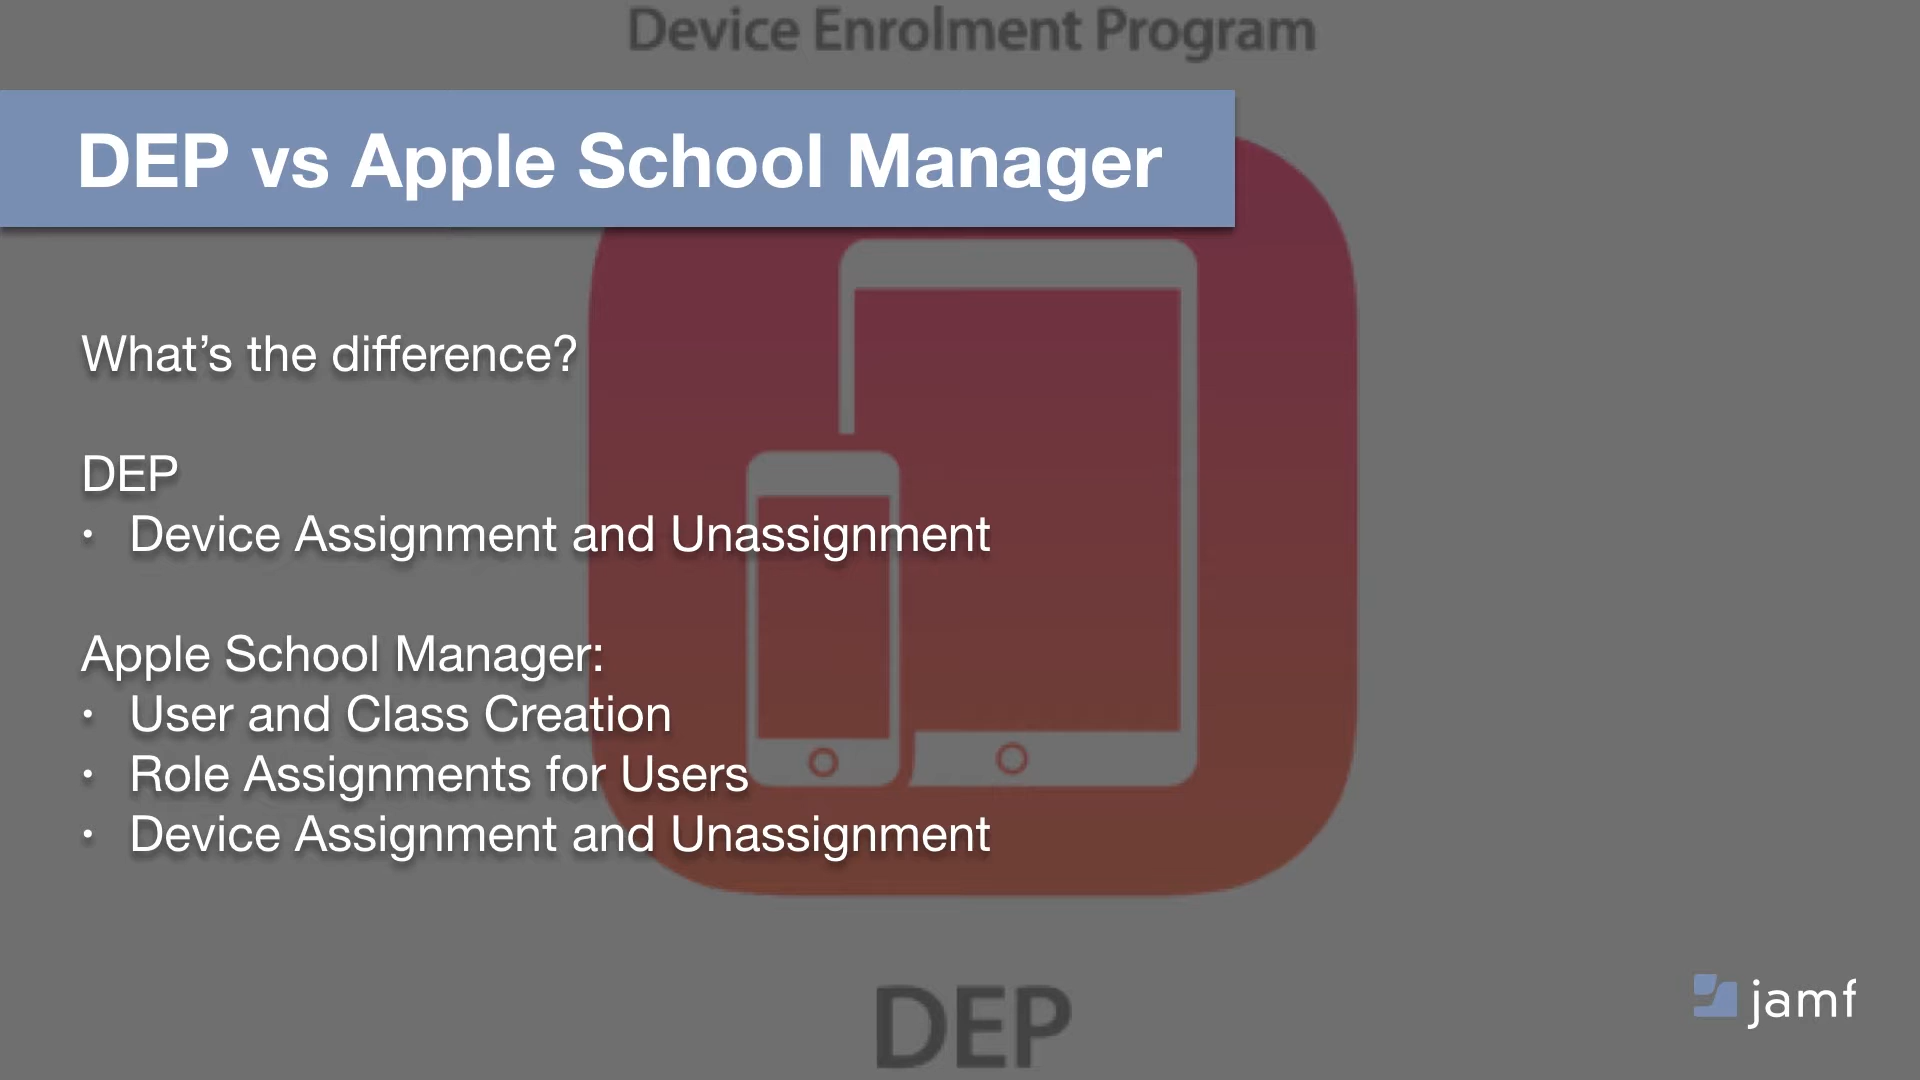 Device Enrolment Program
DEP vs Apple School Manager
What’s the difference?
DEP
• Device Assignment and Unassignment
Apple School Manager:
• User and Class Creation
• Role Assignments for Users
• Device Assignment and Unassignment
DEP
jamf